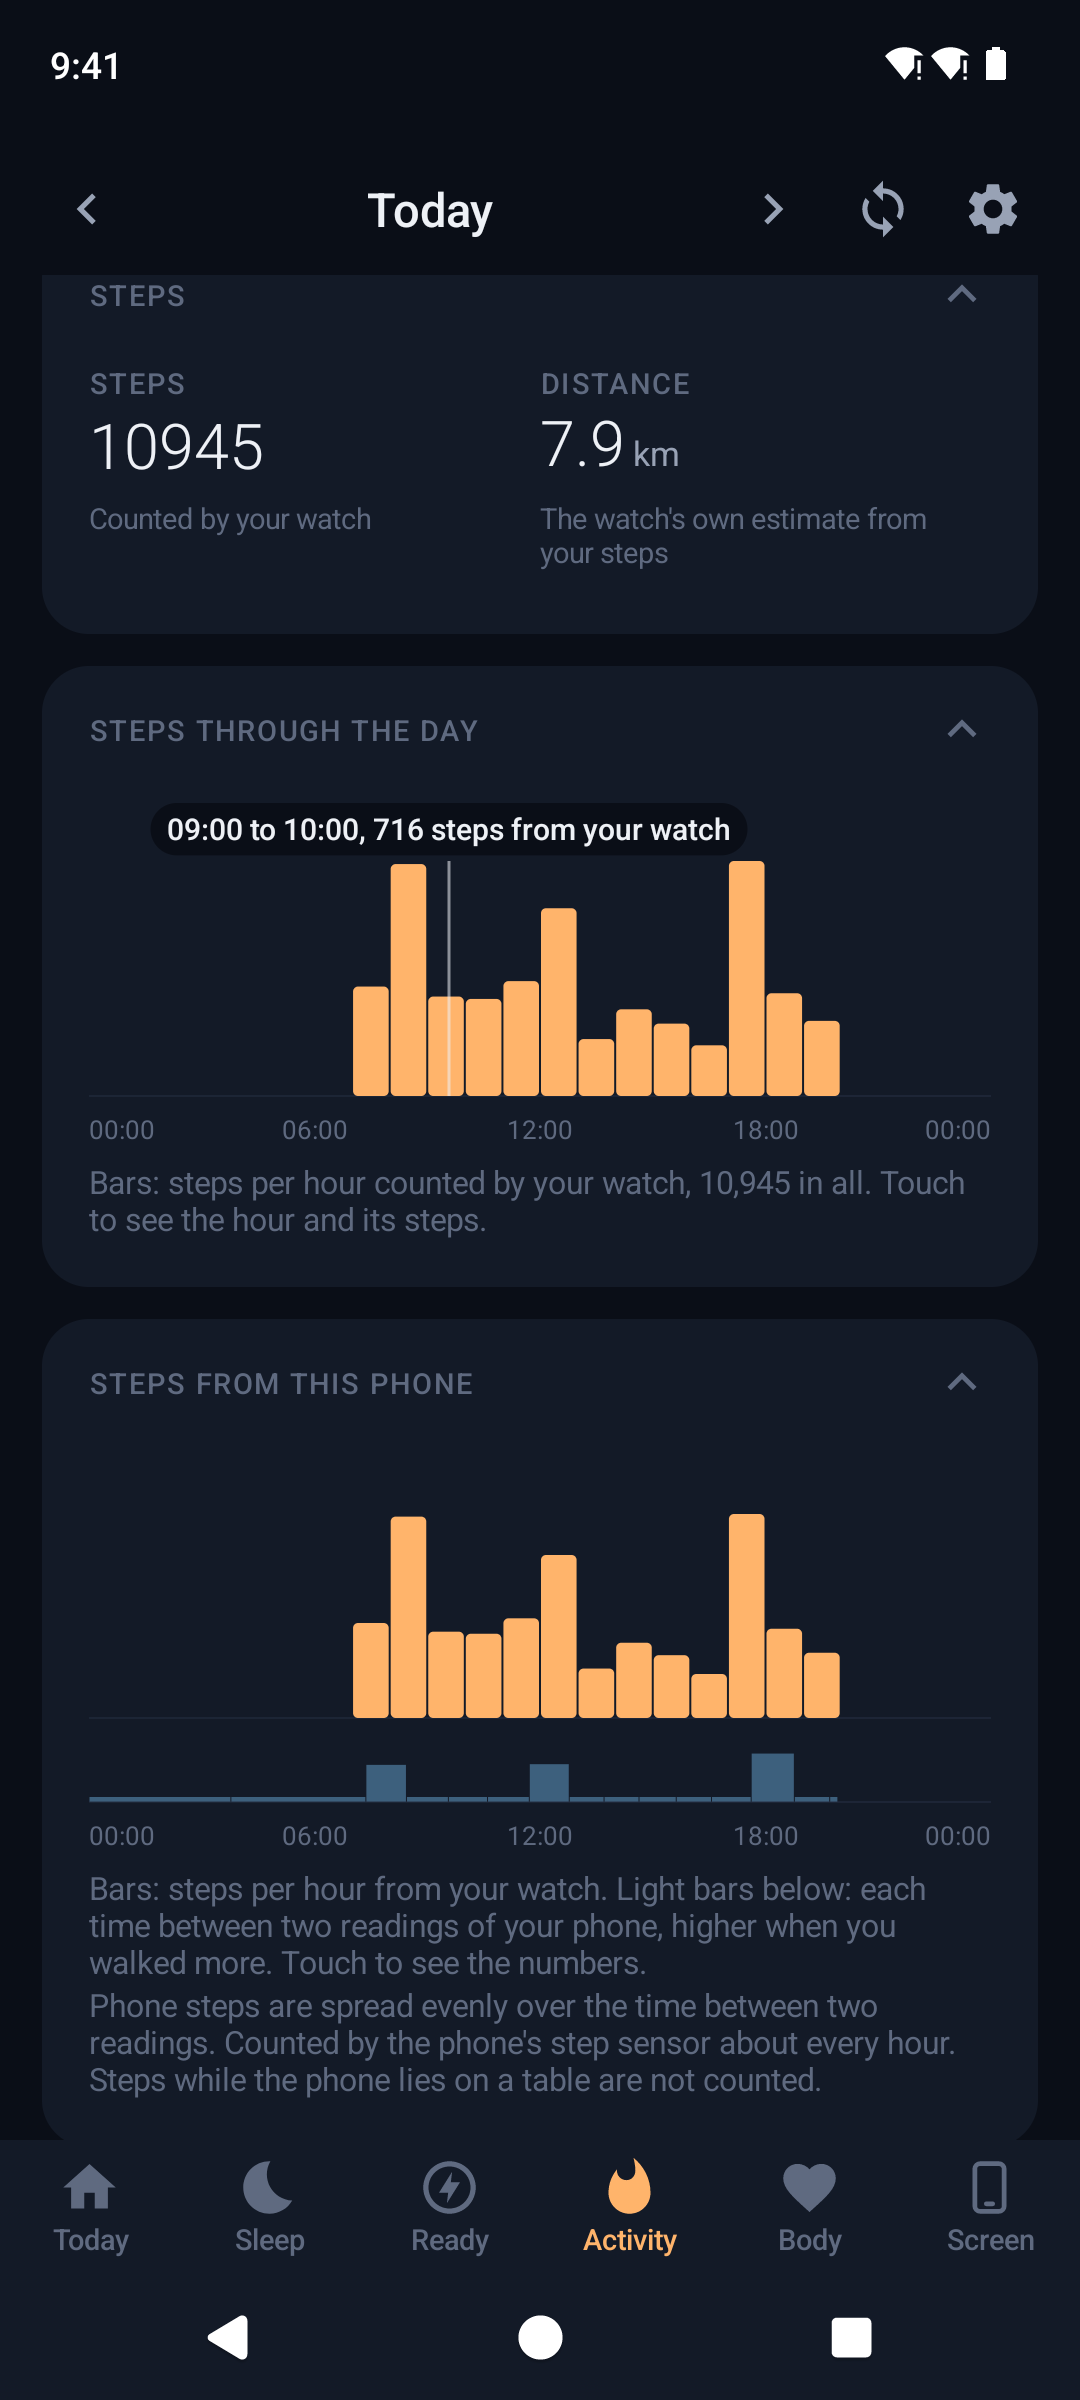 9:41
Today
STEPS
STEPS
DISTANCE
10945
7.9 km
Counted by your watch
The watch's own estimate from
your steps
STEPS THROUGH THE DAY
09:00 to 10:00, 716 steps from your watch
00:00 06:00 12:00 18:00 00:00
Bars: steps per hour counted by your watch, 10,945 in all. Touch
to see the hour and its steps.
STEPS FROM THIS PHONE
00:00 06:00 12:00 18:00 00:00
Bars: steps per hour from your watch. Light bars below: each
time between two readings of your phone, higher when you
walked more. Touch to see the numbers.
Phone steps are spread evenly over the time between two
readings. Counted by the phone's step sensor about every hour.
Steps while the phone lies on a table are not counted.
Today Sleep Ready Activity Body Screen